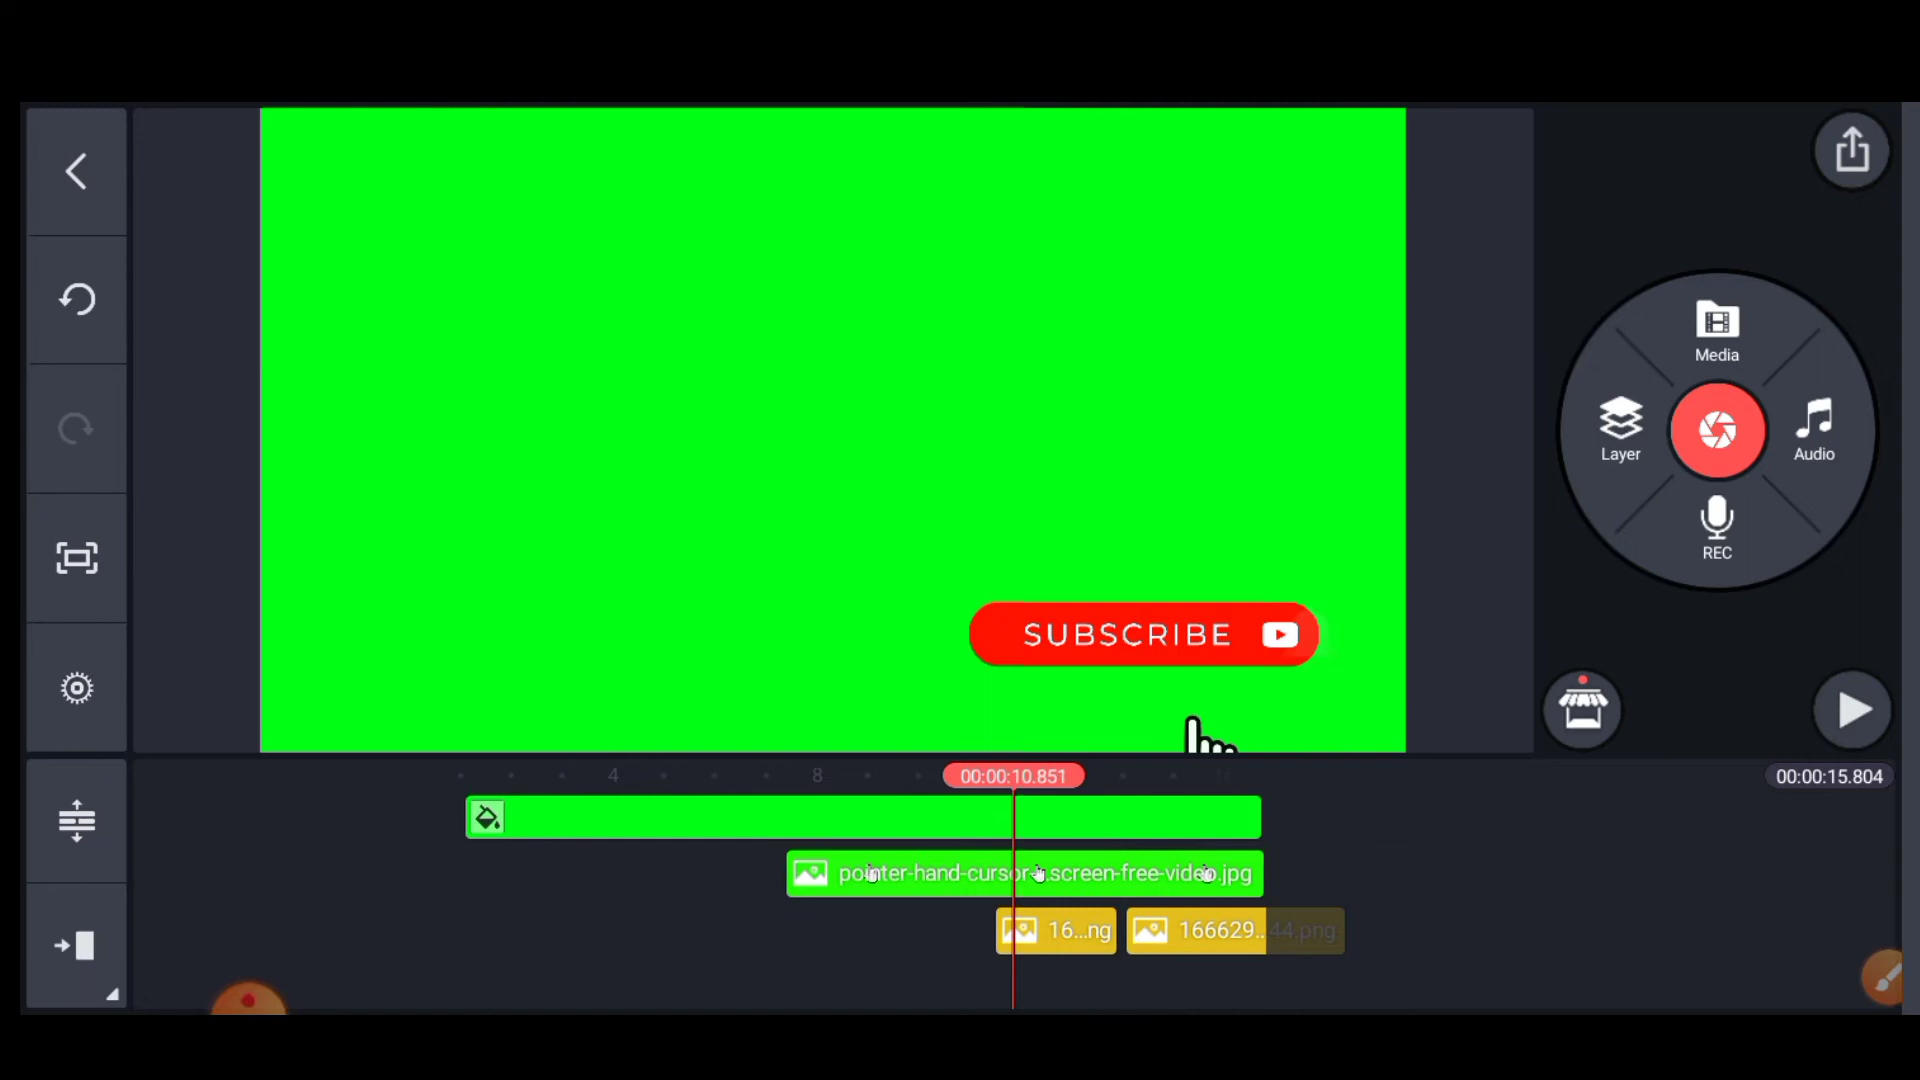 Media
Layer
Audio
REC
SUBSCRIBE
4
8
00:00:10.851
00:00:15.804
pointer-hand-cursor-..screen-free-video.jpg
16...ng
166629..44.png